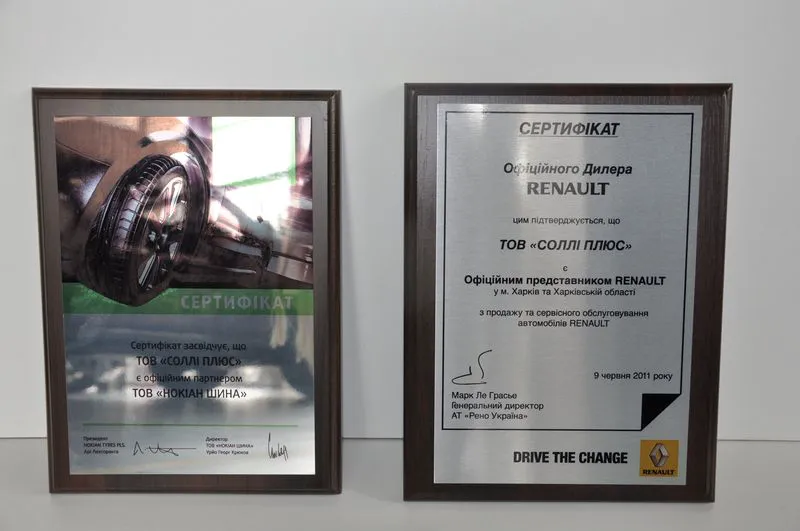 СЕРТИФІКАТ
Сертифікат засвідчує, що
ТОВ «СОЛЛІ ПЛЮС»
є офіційним партнером
ТОВ «НОКІАН ШИНА»
Президент
NOKIAN TYRES PLS.
Директор
ТОВ «НОКІАН ШИНА»
СЕРТИФІКАТ
Офіційного Дилера
RENAULT
цим підтверджується, що
ТОВ «СОЛЛІ ПЛЮС»
є
Офіційним представником RENAULT
у м. Харків та Харківській області
з продажу та сервісного обслуговування
автомобілів RENAULT
9 червня 2011 року
Марк Ле Грасье
Генеральний директор
АТ «Рено Україна»
DRIVE THE CHANGE
RENAULT